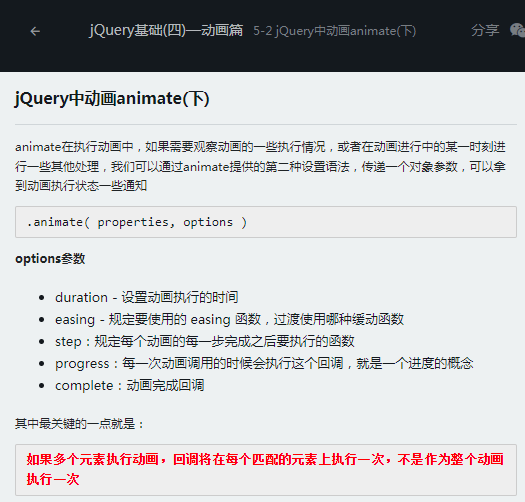 ← jQuery基础(四)—动画篇 5-2 jQuery中动画animate(下) 分享
jQuery中动画animate(下)
animate在执行动画中，如果需要观察动画的一些执行情况，或者在动画进行中的某一时刻进
行一些其他处理，我们可以通过animate提供的第二种设置语法，传递一个对象参数，可以拿
到动画执行状态一些通知
.animate( properties, options )
options参数
• duration - 设置动画执行的时间
• easing - 规定要使用的 easing 函数，过渡使用哪种缓动函数
• step：规定每个动画的每一步完成之后要执行的函数
• progress：每一次动画调用的时候会执行这个回调，就是一个进度的概念
• complete：动画完成回调
其中最关键的一点就是：
如果多个元素执行动画，回调将在每个匹配的元素上执行一次，不是作为整个动画
执行一次